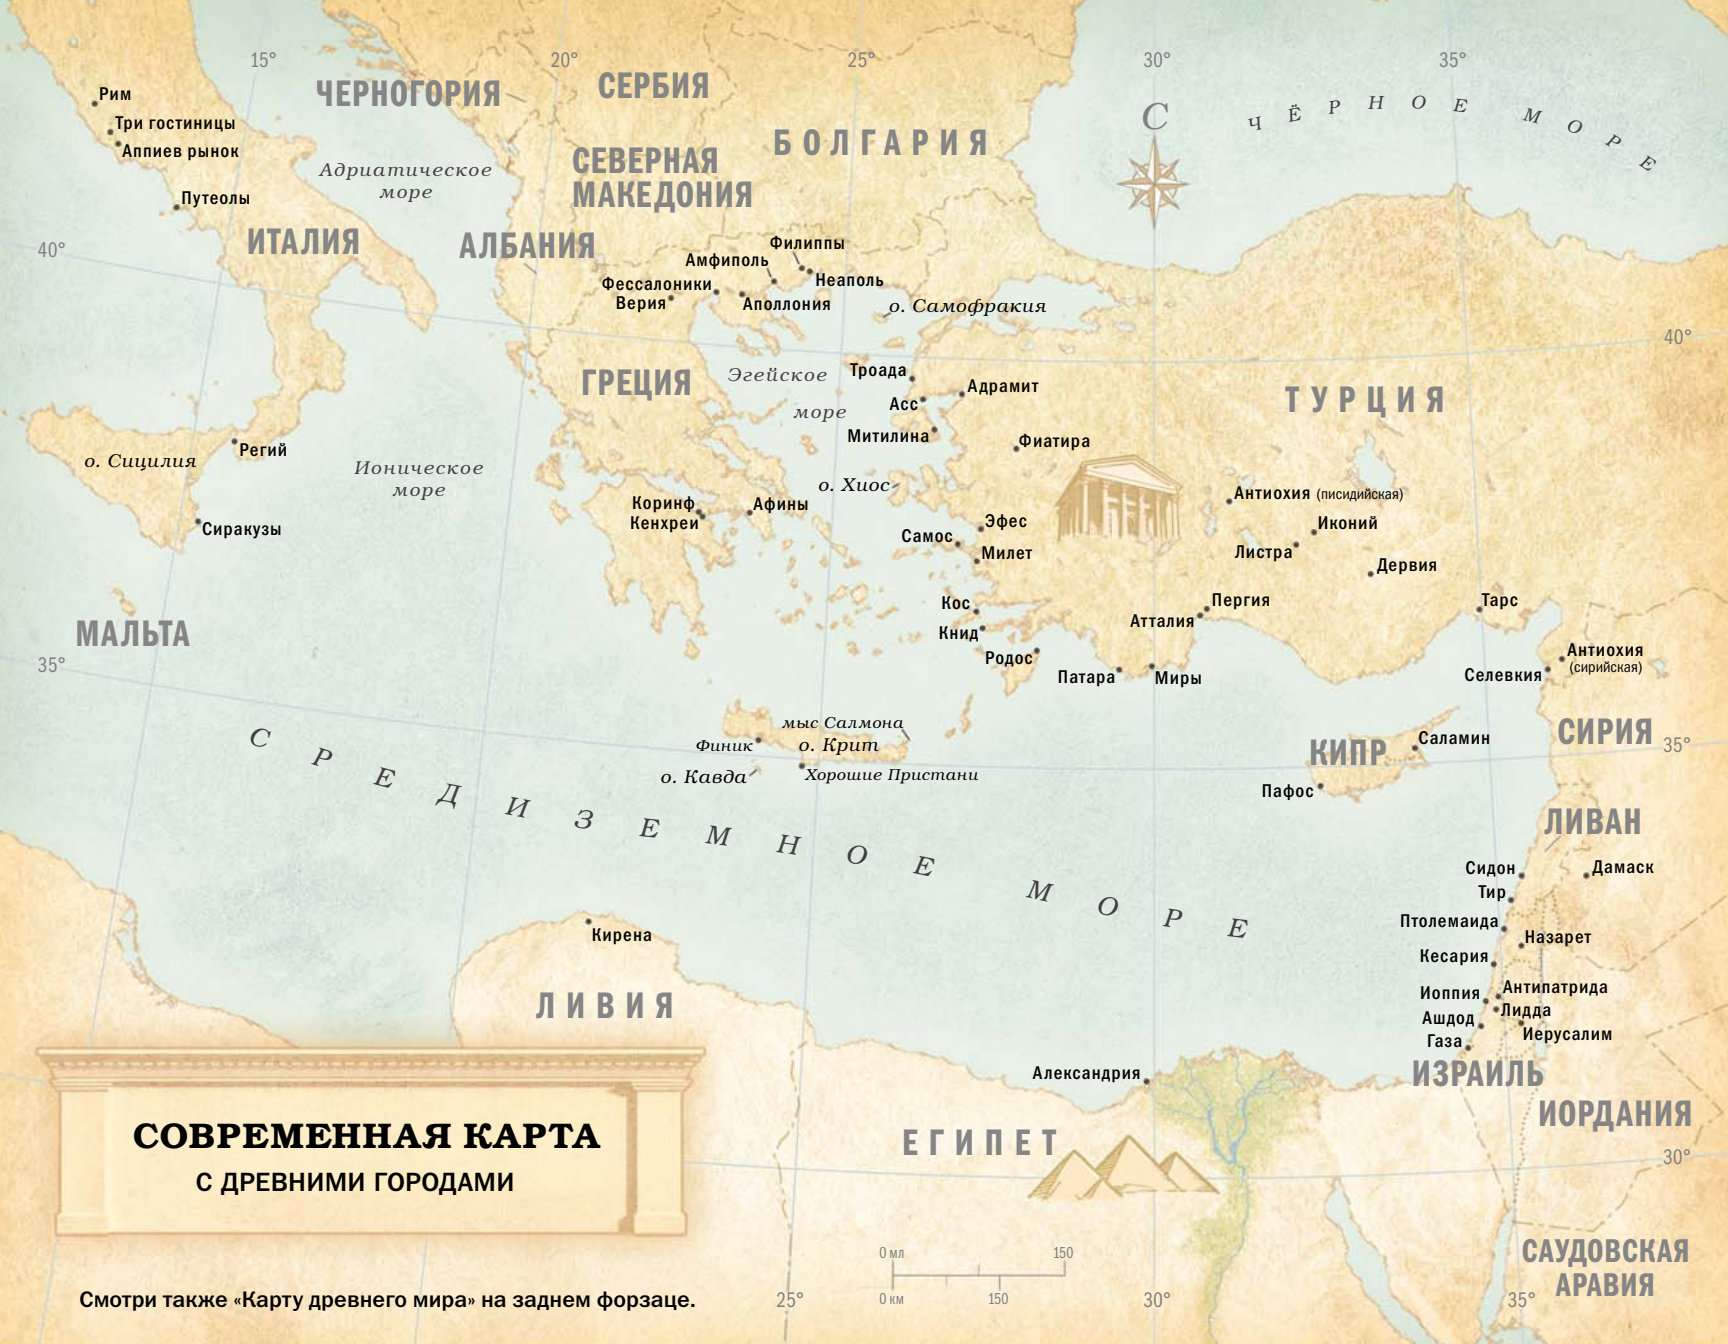 15°
20°
25°
30°
35°
ЧЕРНОГОРИЯ
СЕРБИЯ
БОЛГАРИЯ
СЕВЕРНАЯ
МАКЕДОНИЯ
С
ЧЁРНОЕ МОРЕ
Рим
Три гостиницы
Аппиев рынок
Путеолы
Адриатическое
море
ИТАЛИЯ
АЛБАНИЯ
40°
Филиппы
Амфиполь
Неаполь
Фессалоники
Верия
Аполлония
о. Самофракия
40°
ГРЕЦИЯ
Эгейское
море
Троада
Адрамит
Асс
Митилина
Фиатира
ТУРЦИЯ
Регий
о. Сицилия
Сиракузы
Ионическое
море
о. Хиос
Коринф
Кенхреи
Афины
Эфес
Самос
Милет
Антиохия (писидийская)
Иконий
Листра
Дервия
Кос
Книд
Родос
Пергия
Атталия
Патара
Миры
Тарс
Антиохия
(сирийская)
Селевкия
МАЛЬТА
35°
СИРИЯ
35°
мыс Салмона
Финик
о. Крит
о. Кавда
Хорошие Пристани
КИПР
Саламин
Пафос
СРЕДИЗЕМНОЕ МОРЕ
ЛИВАН
Сидон
Дамаск
Тир
Птолемаида
Назарет
Кесария
Антипатрида
Иоппия
Лидда
Ашдод
Иерусалим
Газа
ИЗРАИЛЬ
ИОРДАНИЯ
Кирена
ЛИВИЯ
Александрия
ЕГИПЕТ
30°
СОВРЕМЕННАЯ КАРТА
С ДРЕВНИМИ ГОРОДАМИ
0 мл 150
0 км 150
САУДОВСКАЯ
АРАВИЯ
Смотри также «Карту древнего мира» на заднем форзаце.
25°
30°
35°